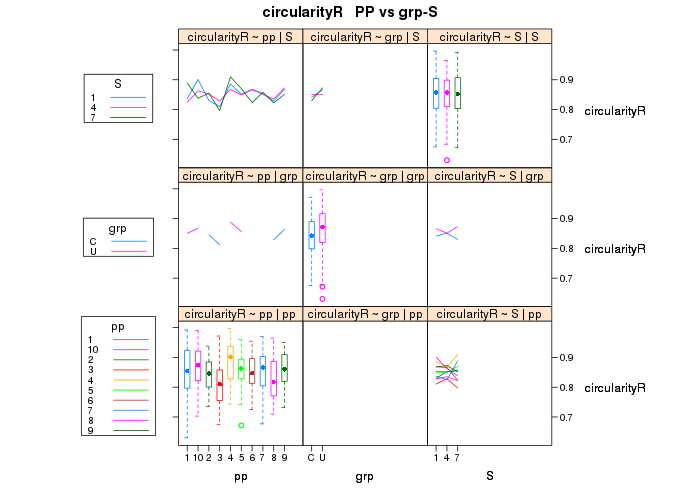 circularityR   PP vs grp-S
circularityR ~ pp | S
circularityR ~ grp | S
circularityR ~ S | S
S
1
4
7
0.9
0.8
0.7
circularityR
circularityR ~ pp | grp
circularityR ~ grp | grp
circularityR ~ S | grp
grp
C
U
0.9
0.8
0.7
circularityR
circularityR ~ pp | pp
circularityR ~ grp | pp
circularityR ~ S | pp
pp
1
10
2
3
4
5
6
7
8
9
0.9
0.8
0.7
circularityR
1 10 2 3 4 5 6 7 8 9
C U
1 4 7
pp
grp
S